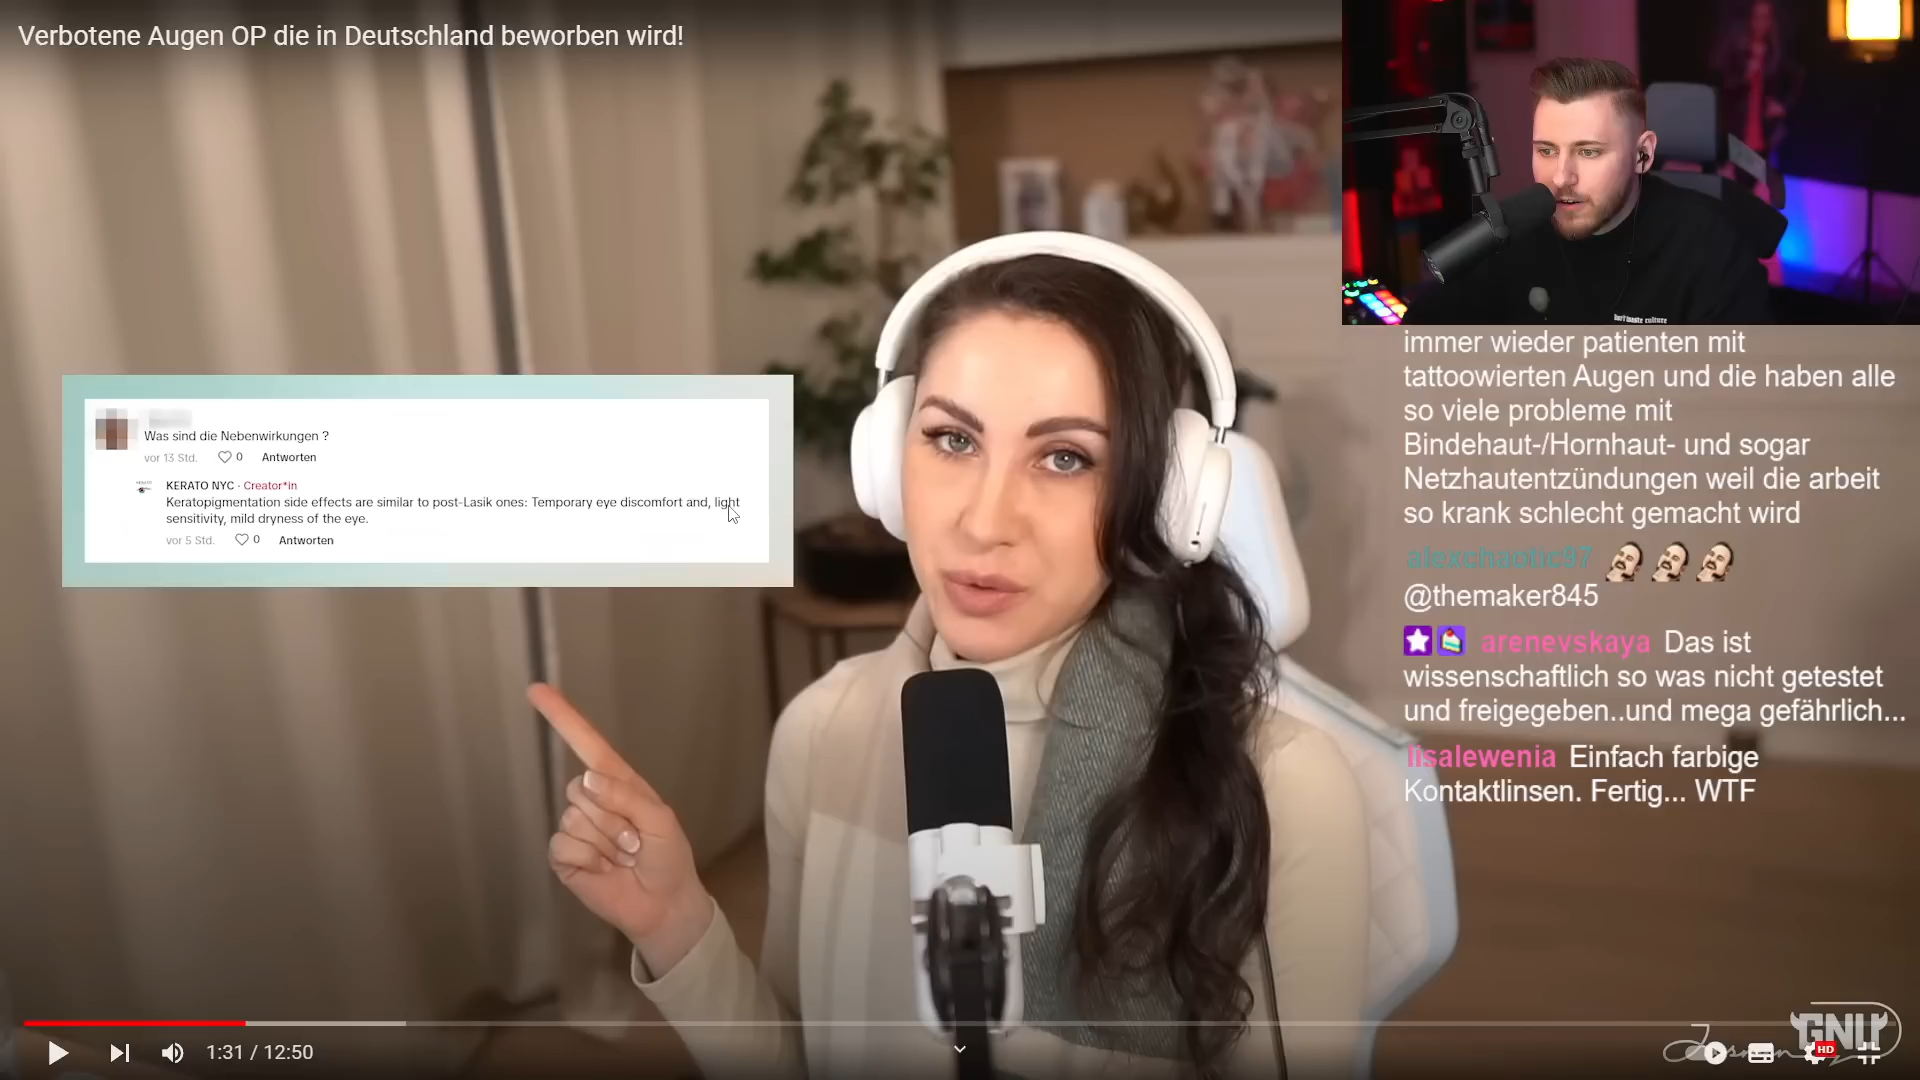 Verbotene Augen OP die in Deutschland beworben wird!
Was sind die Nebenwirkungen ?
vor 13 Std. 0 Antworten
KERATO NYC · Creator*in
Keratopigmentation side effects are similar to post-Lasik ones: Temporary eye discomfort and, light
sensitivity, mild dryness of the eye.
vor 5 Std. 0 Antworten
immer wieder patienten mit
tattoowierten Augen und die haben alle
so viele probleme mit
Bindehaut-/Hornhaut- und sogar
Netzhautentzündungen weil die arbeit
so krank schlecht gemacht wird
alexchaotic97
@themaker845
arenevskaya Das ist
wissenschaftlich so was nicht getestet
und freigegeben..und mega gefährlich...
lisalewenia Einfach farbige
Kontaktlinsen. Fertig... WTF
1:31 / 12:50
GNU
HD